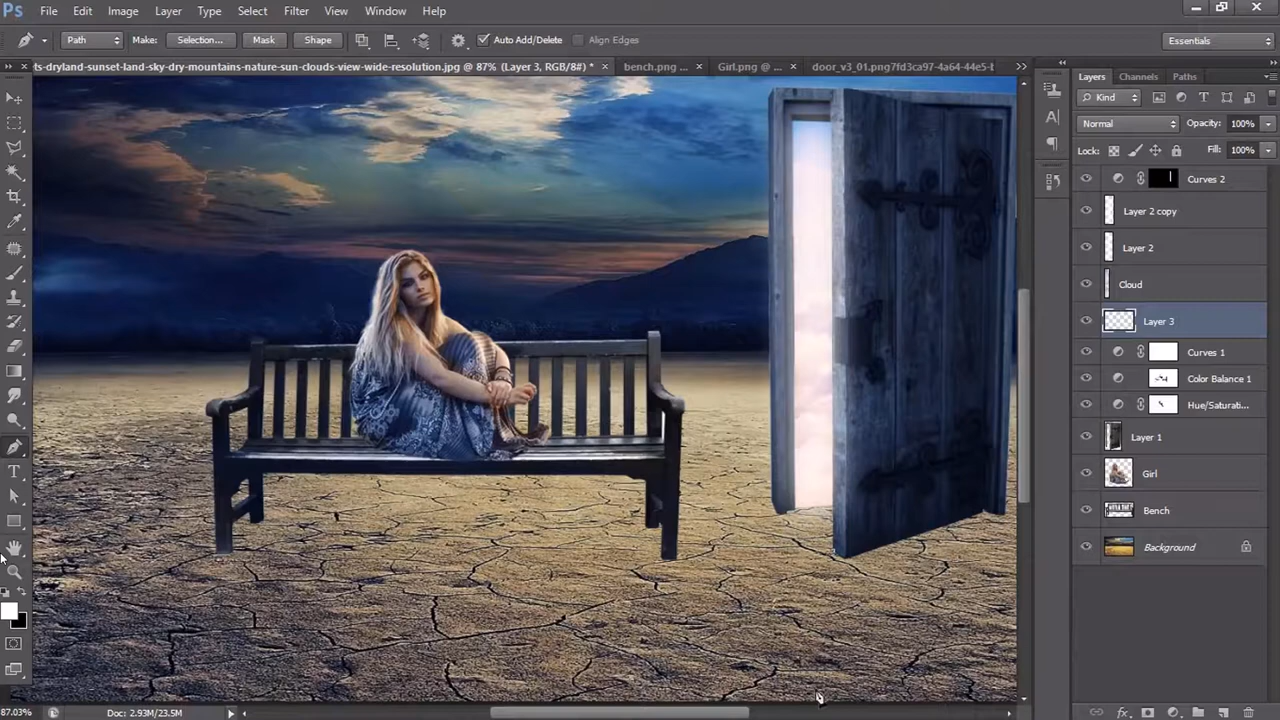 Ps File Edit Image Layer Type Select Filter View Window Help
Path Make: Selection... Mask Shape Auto Add/Delete Align Edges Essentials
ts-dryland-sunset-land-sky-dry-mountains-nature-sun-clouds-view-wide-resolution.jpg @ 87% (Layer 3, RGB/8#) * × bench.png ... × Girl.png @ ... × door_v3_01.png7fd3ca97-4a64-44e5-b
Layers Channels Paths
Kind
Normal Opacity: 100%
Lock: Fill: 100%
Curves 2
Layer 2 copy
Layer 2
Cloud
Layer 3
Curves 1
Color Balance 1
Hue/Saturati...
Layer 1
Girl
Bench
Background
87.03% Doc: 2.93M/23.5M